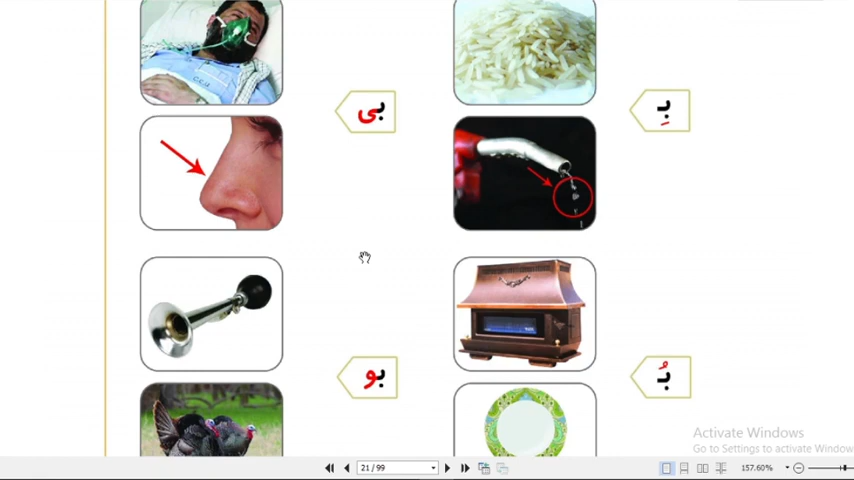 بِـ
بی
بُـ
بو
Activate Windows
Go to Settings to activate Window
21 / 99
157.60%